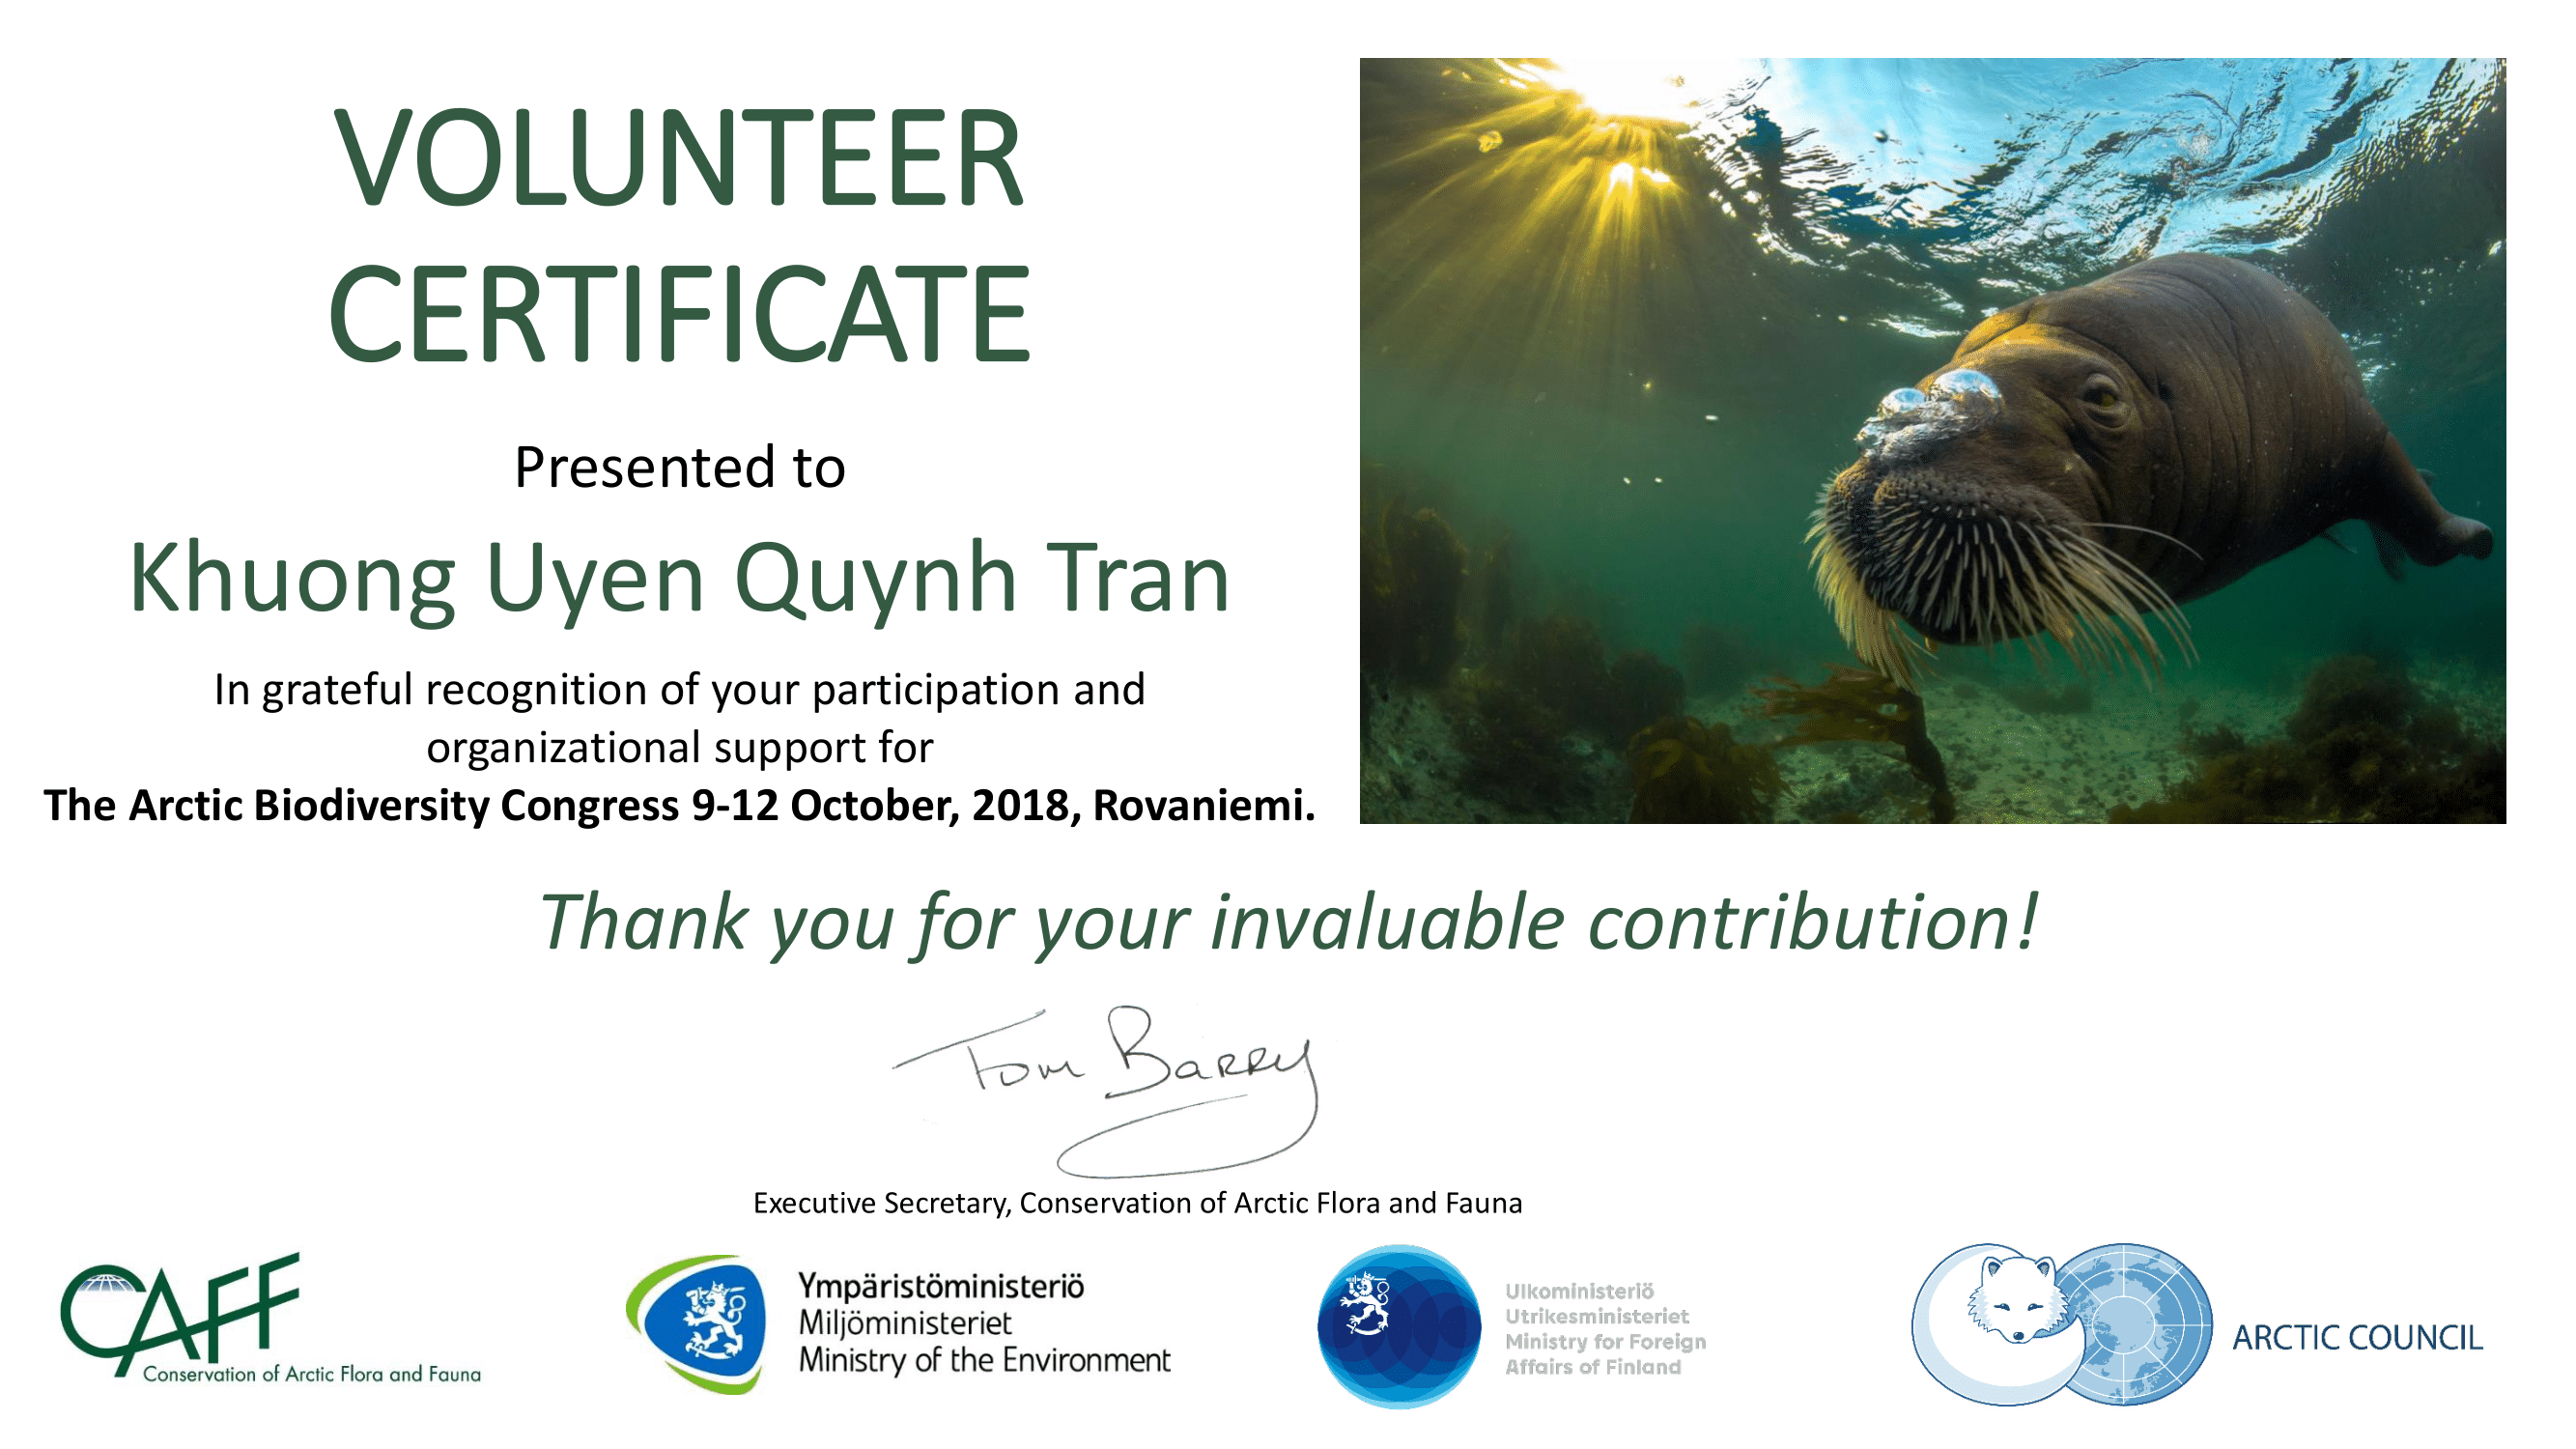 VOLUNTEER
CERTIFICATE
Presented to
Khuong Uyen Quynh Tran
In grateful recognition of your participation and
organizational support for
The Arctic Biodiversity Congress 9-12 October, 2018, Rovaniemi.
Thank you for your invaluable contribution!
Tom Barry
Executive Secretary, Conservation of Arctic Flora and Fauna
CAFF
Conservation of Arctic Flora and Fauna
Ympäristöministeriö
Miljöministeriet
Ministry of the Environment
Ulkoministeriö
Utrikesministeriet
Ministry for Foreign
Affairs of Finland
ARCTIC COUNCIL